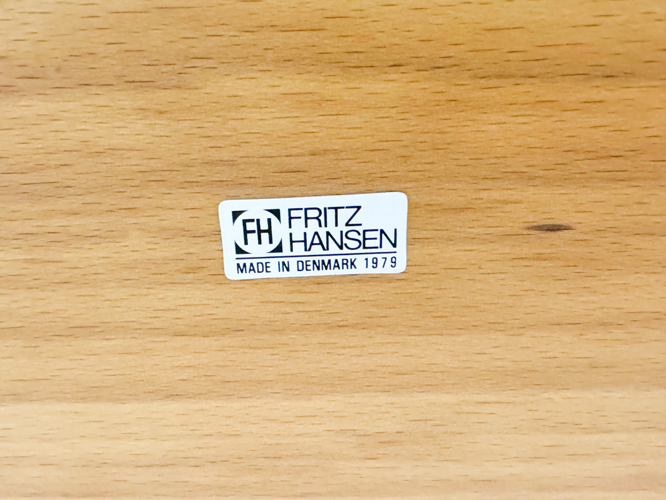 FH
FRITZ
HANSEN
MADE IN DENMARK 1979